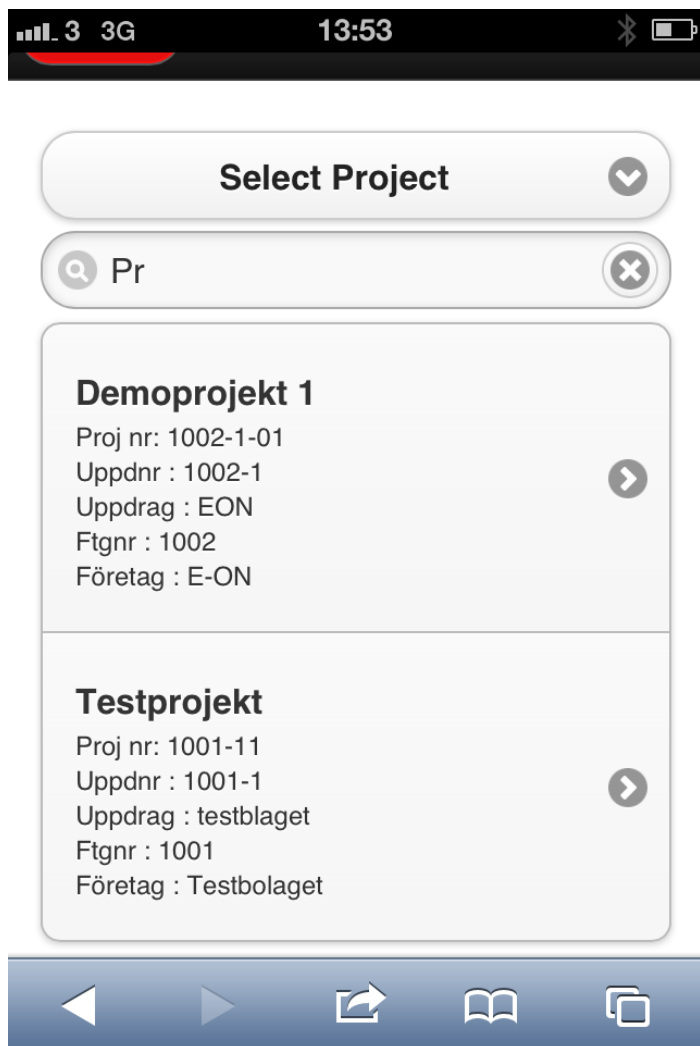 3 3G 13:53
Select Project
Pr
Demoprojekt 1
Proj nr: 1002-1-01
Uppdnr : 1002-1
Uppdrag : EON
Ftgnr : 1002
Företag : E-ON
Testprojekt
Proj nr: 1001-11
Uppdnr : 1001-1
Uppdrag : testblaget
Ftgnr : 1001
Företag : Testbolaget